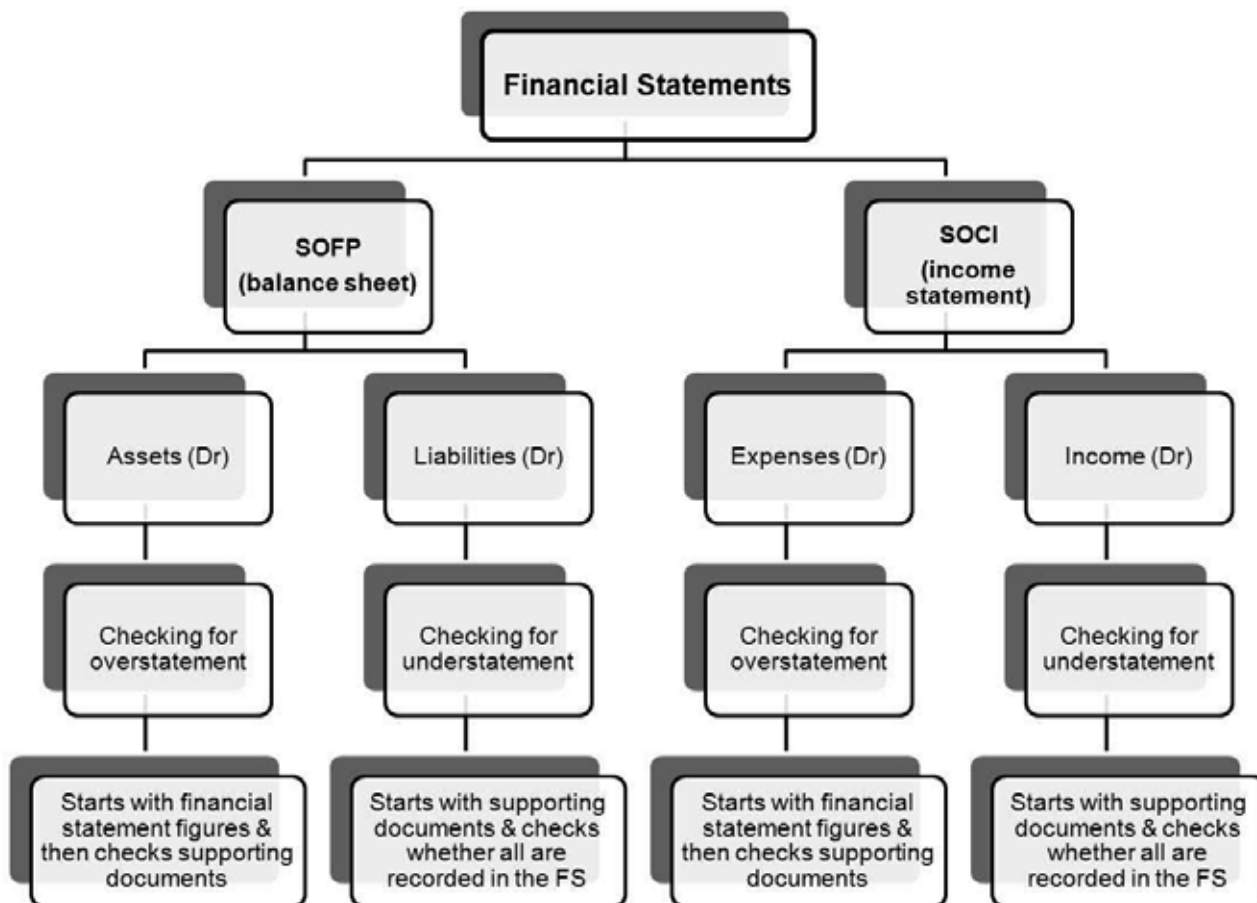 Financial Statements
SOFP
(balance sheet)
SOCI
(income
statement)
Assets (Dr)
Liabilities (Dr)
Expenses (Dr)
Income (Dr)
Checking for
overstatement
Checking for
understatement
Checking for
overstatement
Checking for
understatement
Starts with financial
statement figures &
then checks supporting
documents
Starts with supporting
documents & checks
whether all are
recorded in the FS
Starts with financial
statement figures &
then checks supporting
documents
Starts with supporting
documents & checks
whether all are
recorded in the FS